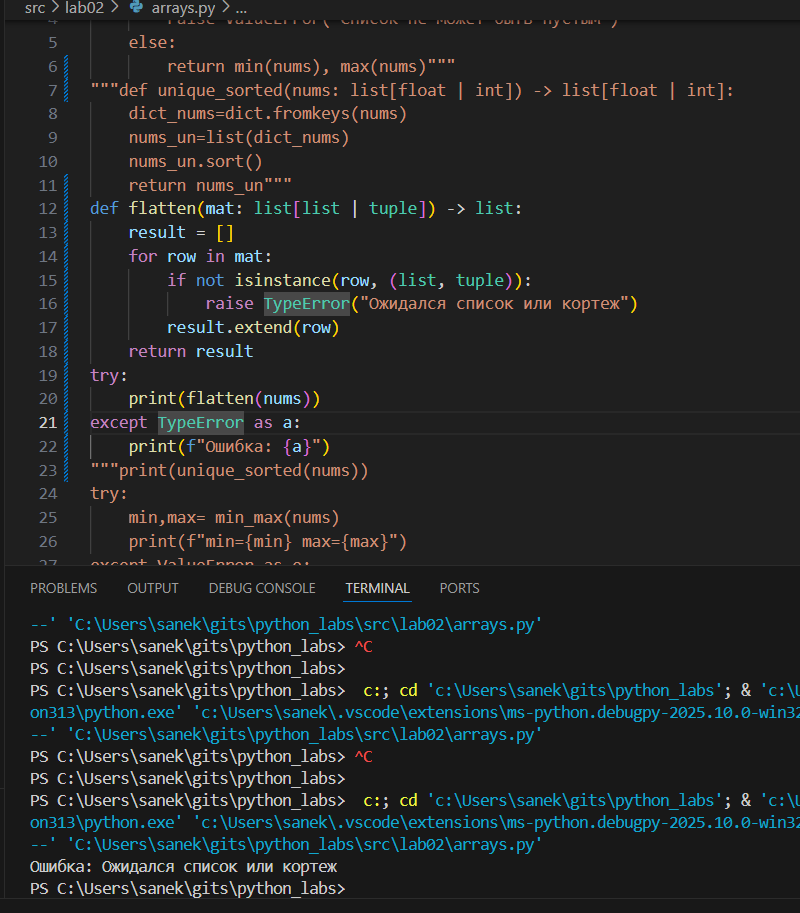 src > lab02 > arrays.py > ...
4 raise ValueError("Список не может быть пустым")
5 else:
6 return min(nums), max(nums)"""
7 """def unique_sorted(nums: list[float | int]) -> list[float | int]:
8 dict_nums=dict.fromkeys(nums)
9 nums_un=list(dict_nums)
10 nums_un.sort()
11 return nums_un"""
12 def flatten(mat: list[list | tuple]) -> list:
13 result = []
14 for row in mat:
15 if not isinstance(row, (list, tuple)):
16 raise TypeError("Ожидался список или кортеж")
17 result.extend(row)
18 return result
19 try:
20 print(flatten(nums))
21 except TypeError as a:
22 print(f"Ошибка: {a}")
23 """print(unique_sorted(nums))
24 try:
25 min,max= min_max(nums)
26 print(f"min={min} max={max}")
27 except ValueError as e:
PROBLEMS OUTPUT DEBUG CONSOLE TERMINAL PORTS
--' 'C:\Users\sanek\gits\python_labs\src\lab02\arrays.py'
PS C:\Users\sanek\gits\python_labs> ^C
PS C:\Users\sanek\gits\python_labs>
PS C:\Users\sanek\gits\python_labs>  c:; cd 'c:\Users\sanek\gits\python_labs'; & 'c:\U
on313\python.exe' 'c:\Users\sanek\.vscode\extensions\ms-python.debugpy-2025.10.0-win32
--' 'C:\Users\sanek\gits\python_labs\src\lab02\arrays.py'
PS C:\Users\sanek\gits\python_labs> ^C
PS C:\Users\sanek\gits\python_labs>
PS C:\Users\sanek\gits\python_labs>  c:; cd 'c:\Users\sanek\gits\python_labs'; & 'c:\U
on313\python.exe' 'c:\Users\sanek\.vscode\extensions\ms-python.debugpy-2025.10.0-win32
--' 'C:\Users\sanek\gits\python_labs\src\lab02\arrays.py'
Ошибка: Ожидался список или кортеж
PS C:\Users\sanek\gits\python_labs>